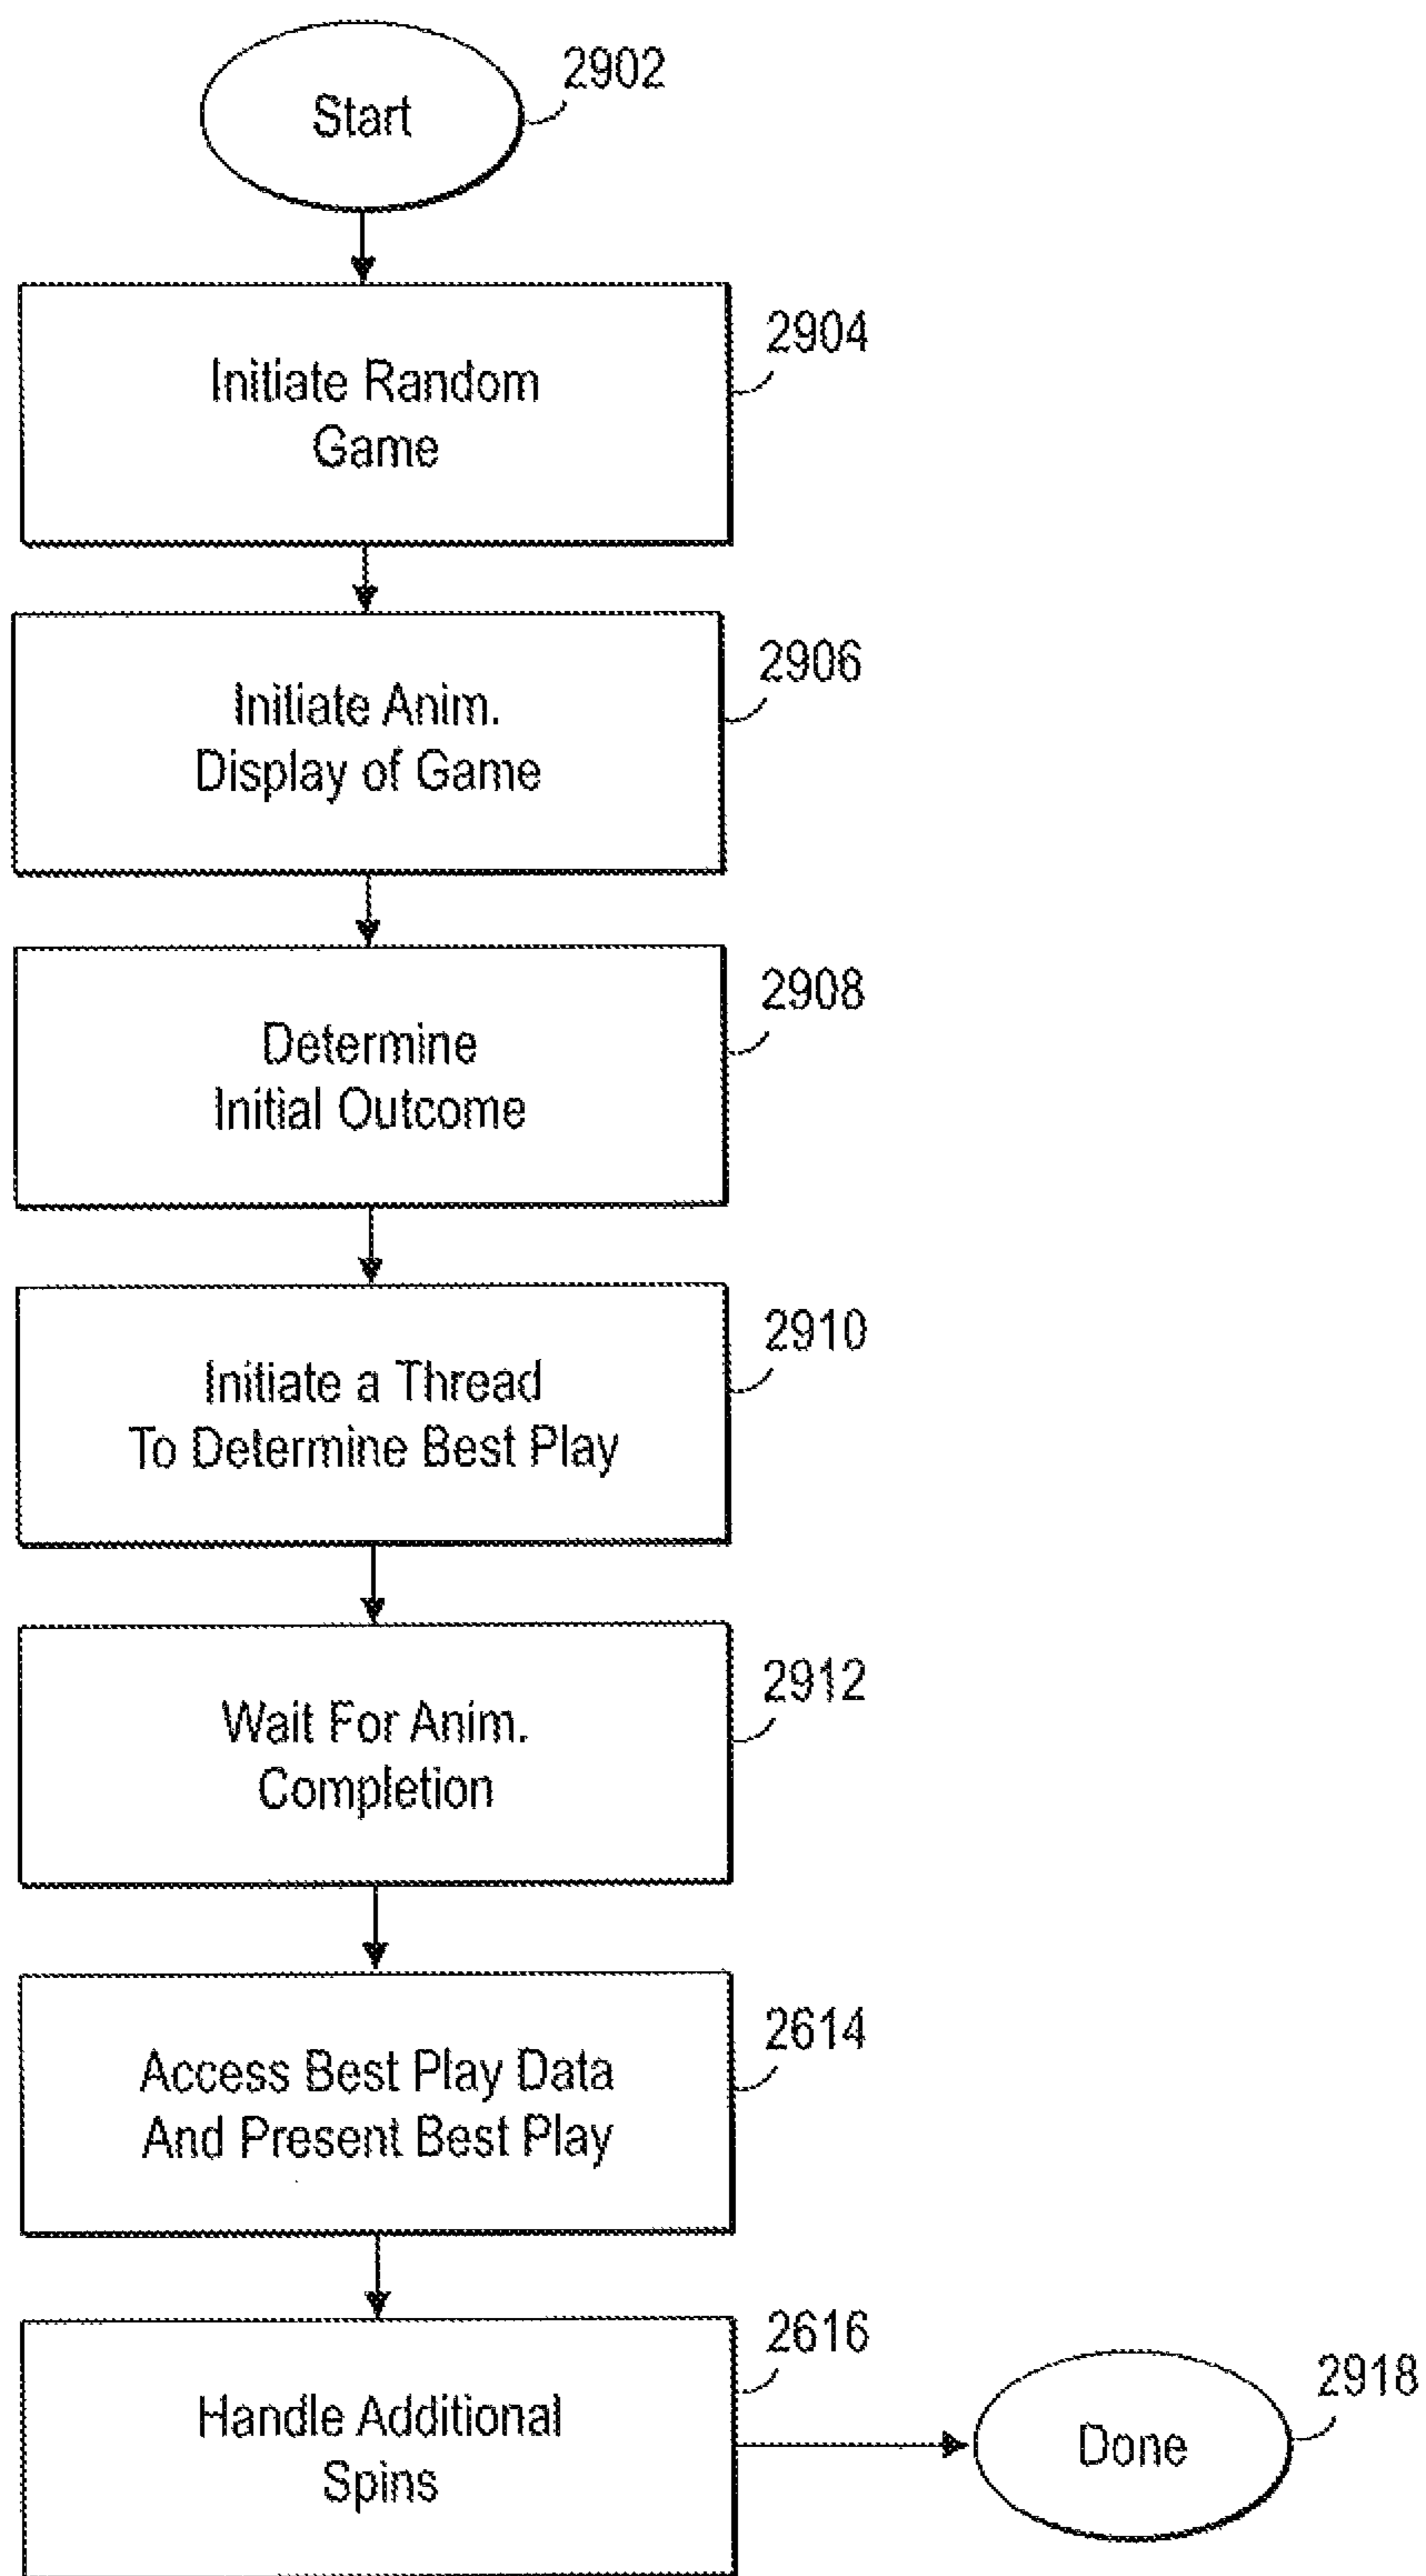 Start
2902
Initiate Random
Game
2904
Initiate Anim.
Display of Game
2906
Determine
Initial Outcome
2908
Initiate a Thread
To Determine Best Play
2910
Wait For Anim.
Completion
2912
Access Best Play Data
And Present Best Play
2614
Handle Additional
Spins
2616
Done
2918